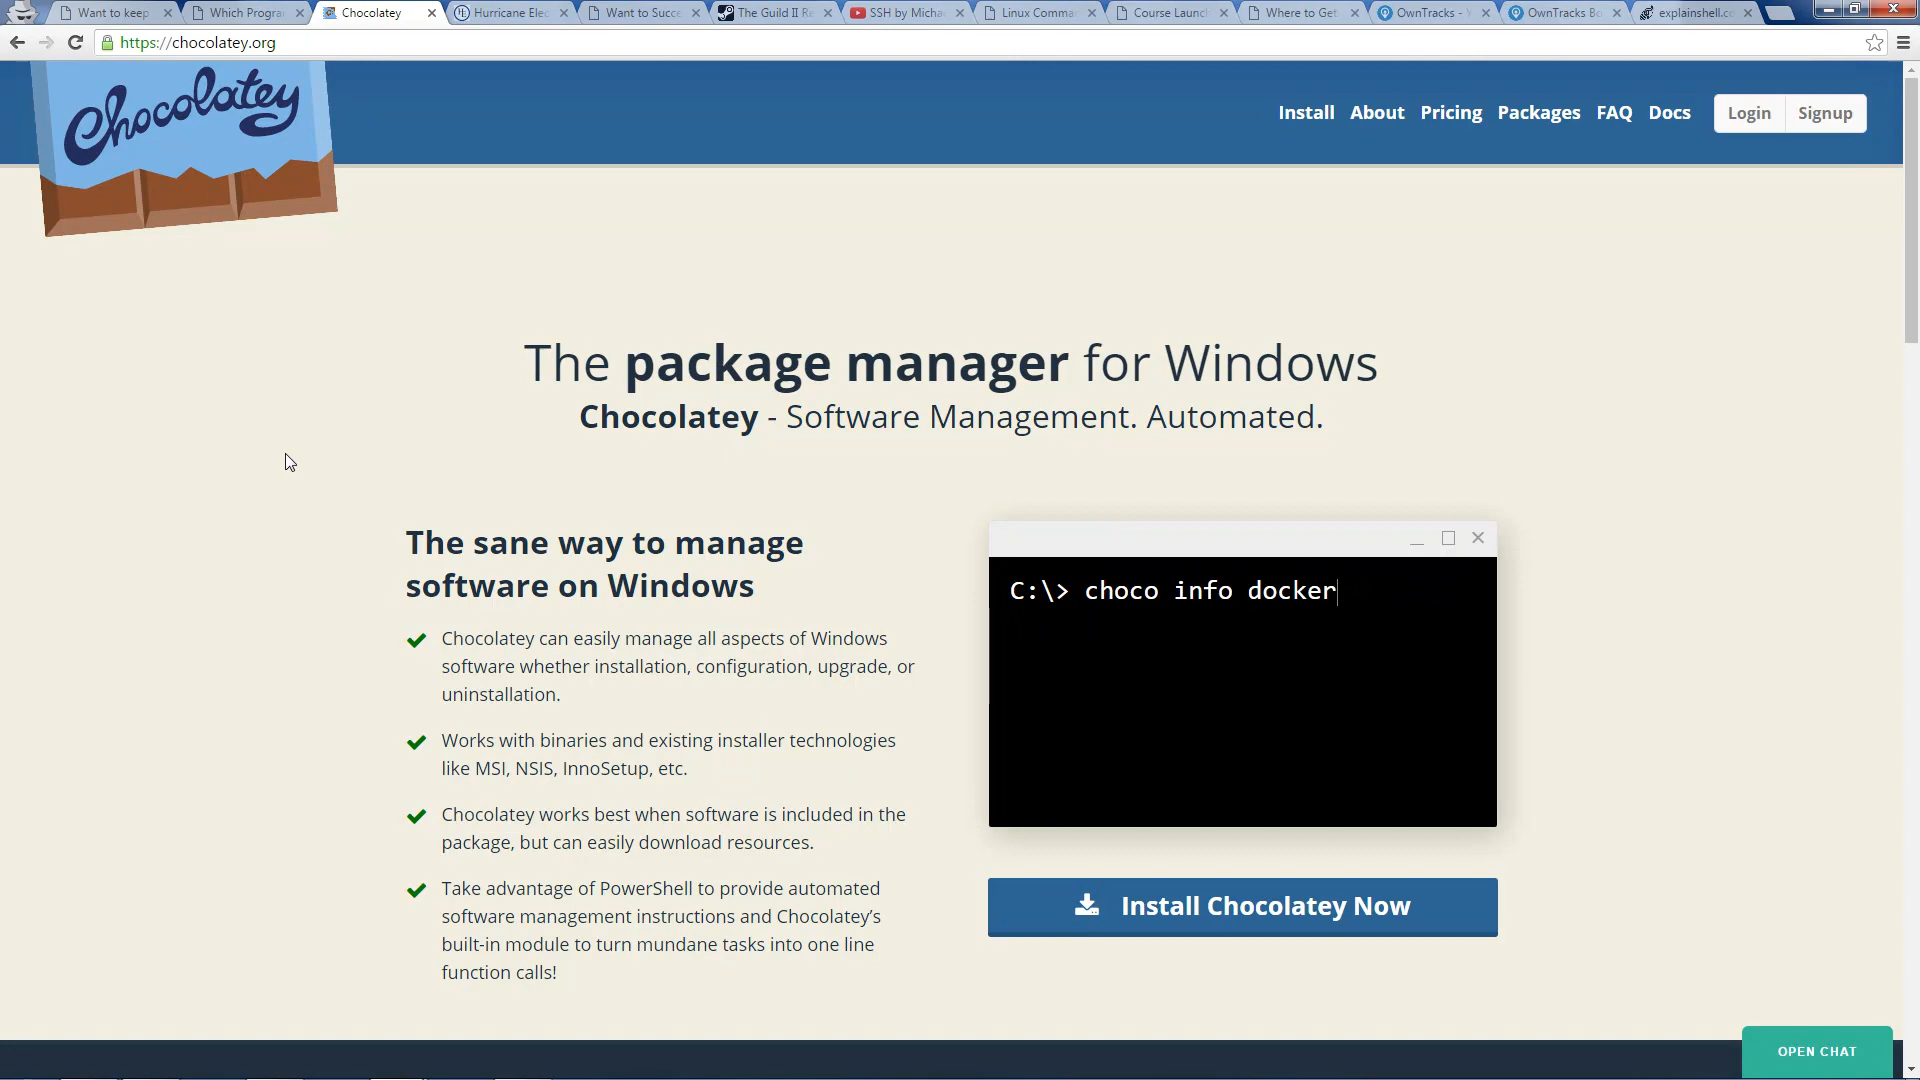 Want to keep
Which Progra
Chocolatey
Hurricane Elec
Want to Succe
The Guild II Re
SSH by Micha
Linux Comma
Course Launc
Where to Get
OwnTracks - Y
OwnTracks Bo
explainshell.co
https://chocolatey.org
Chocolatey
Install
About
Pricing
Packages
FAQ
Docs
Login
Signup
The package manager for Windows
Chocolatey - Software Management. Automated.
The sane way to manage
software on Windows
Chocolatey can easily manage all aspects of Windows
software whether installation, configuration, upgrade, or
uninstallation.
Works with binaries and existing installer technologies
like MSI, NSIS, InnoSetup, etc.
Chocolatey works best when software is included in the
package, but can easily download resources.
Take advantage of PowerShell to provide automated
software management instructions and Chocolatey’s
built-in module to turn mundane tasks into one line
function calls!
C:\> choco info docker
Install Chocolatey Now
OPEN CHAT